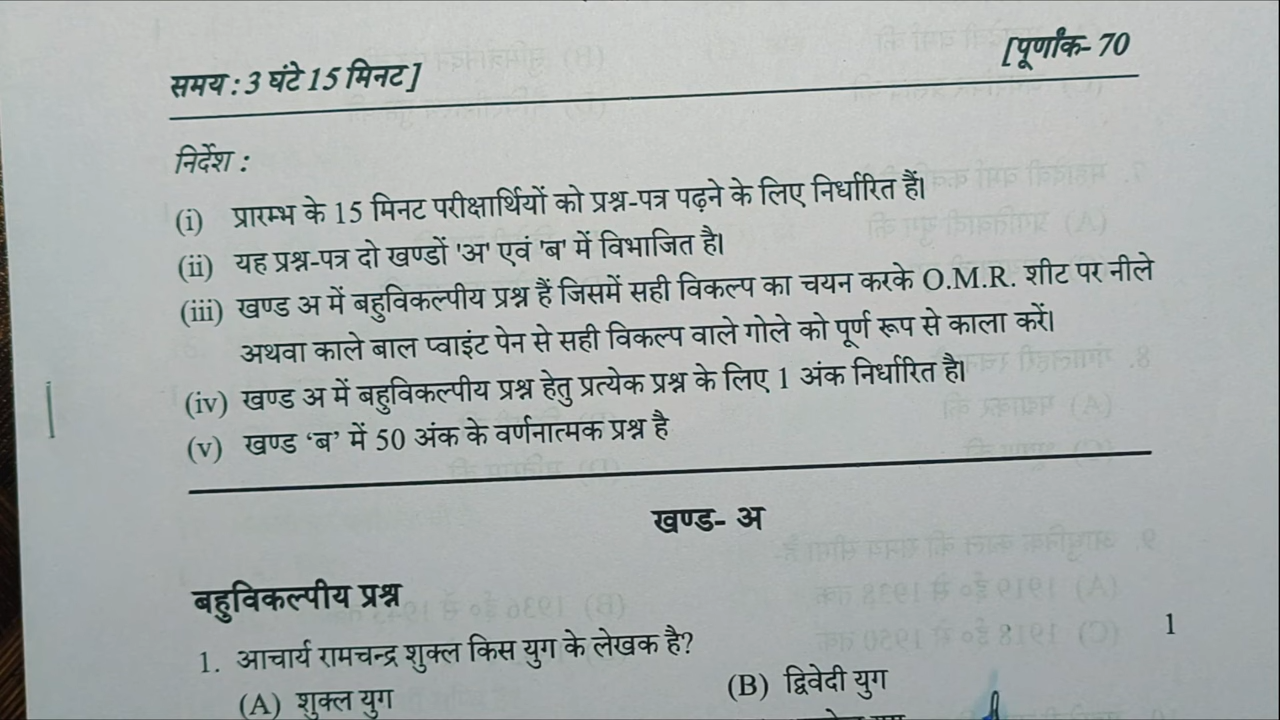 समय : 3 घंटे 15 मिनट ]
[पूर्णांक- 70
निर्देश :
(i) प्रारम्भ के 15 मिनट परीक्षार्थियों को प्रश्न-पत्र पढ़ने के लिए निर्धारित हैं।
(ii) यह प्रश्न-पत्र दो खण्डों 'अ' एवं 'ब' में विभाजित है।
(iii) खण्ड अ में बहुविकल्पीय प्रश्न हैं जिसमें सही विकल्प का चयन करके O.M.R. शीट पर नीले
अथवा काले बाल प्वाइंट पेन से सही विकल्प वाले गोले को पूर्ण रूप से काला करें।
(iv) खण्ड अ में बहुविकल्पीय प्रश्न हेतु प्रत्येक प्रश्न के लिए 1 अंक निर्धारित है।
(v) खण्ड ‘ब’ में 50 अंक के वर्णनात्मक प्रश्न है
खण्ड- अ
बहुविकल्पीय प्रश्न
1. आचार्य रामचन्द्र शुक्ल किस युग के लेखक है? 1
(A) शुक्ल युग (B) द्विवेदी युग